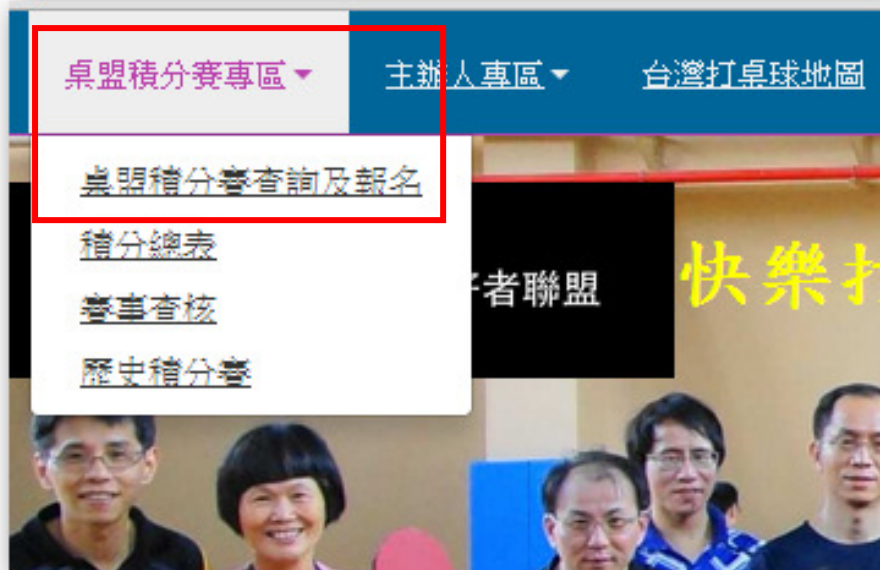 桌盟積分賽專區 主辦人專區 台灣打桌球地圖
桌盟積分賽查詢及報名
積分總表
賽事查核
歷史積分賽
者聯盟
快樂